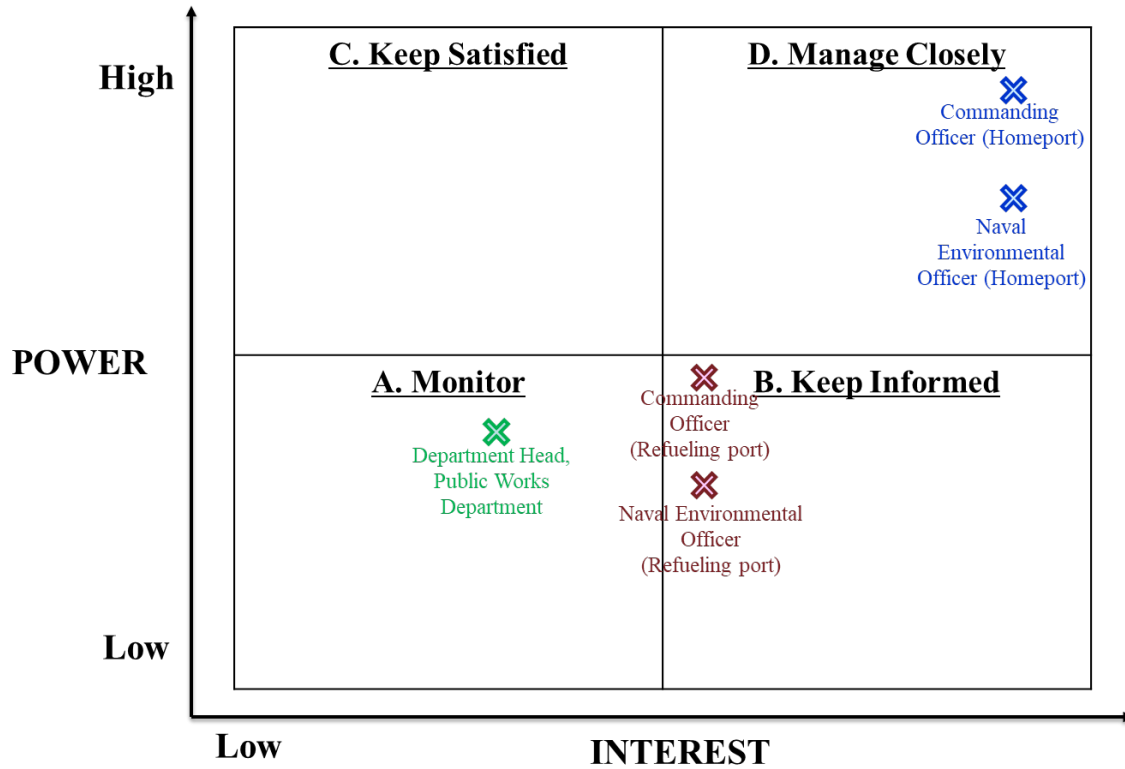 C. Keep Satisfied
D. Manage Closely
High
Commanding
Officer (Homeport)
Naval
Environmental
Officer (Homeport)
POWER
A. Monitor
B. Keep Informed
Commanding
Officer
(Refueling port)
Department Head,
Public Works
Department
Naval Environmental
Officer
(Refueling port)
Low
Low
INTEREST